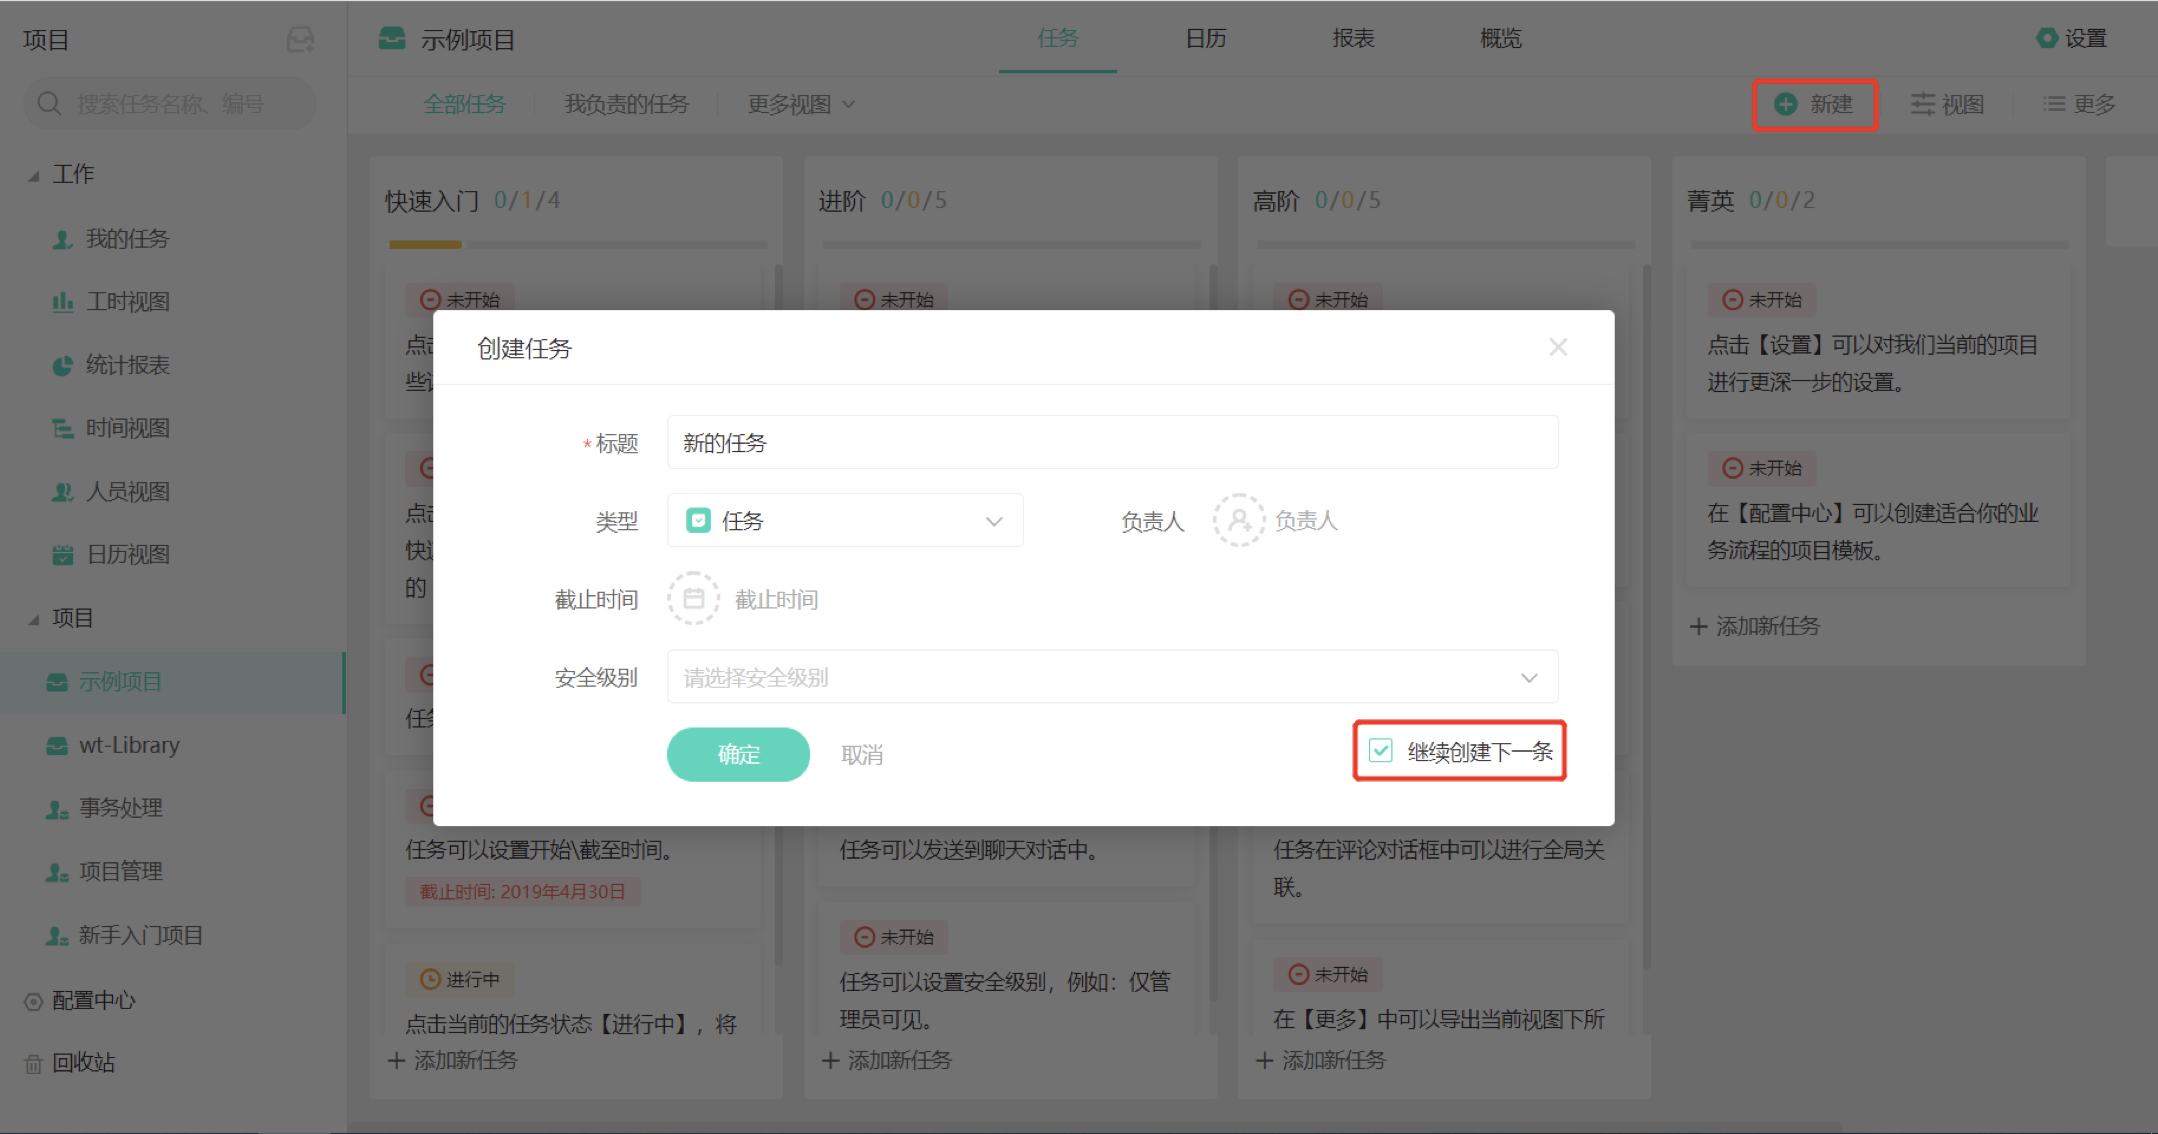 项目
搜索任务名称、编号
工作
我的任务
工时视图
统计报表
时间视图
人员视图
日历视图
项目
示例项目
wt-Library
事务处理
项目管理
新手入门项目
配置中心
回收站
示例项目
任务
日历
报表
概览
设置
全部任务
我负责的任务
更多视图
新建
视图
更多
快速入门 0/1/4
未开始
点击
快速
的
任务可以设置开始\截至时间。
截止时间: 2019年4月30日
进行中
点击当前的任务状态【进行中】，将
+ 添加新任务
进阶 0/0/5
未开始
任务可以发送到聊天对话中。
未开始
任务可以设置安全级别，例如：仅管
理员可见。
+ 添加新任务
高阶 0/0/5
未开始
任务在评论对话框中可以进行全局关
联。
未开始
在【更多】中可以导出当前视图下所
+ 添加新任务
菁英 0/0/2
未开始
点击【设置】可以对我们当前的项目
进行更深一步的设置。
未开始
在【配置中心】可以创建适合你的业
务流程的项目模板。
+ 添加新任务
创建任务
*标题
新的任务
类型
任务
负责人
负责人
截止时间
截止时间
安全级别
请选择安全级别
确定
取消
继续创建下一条